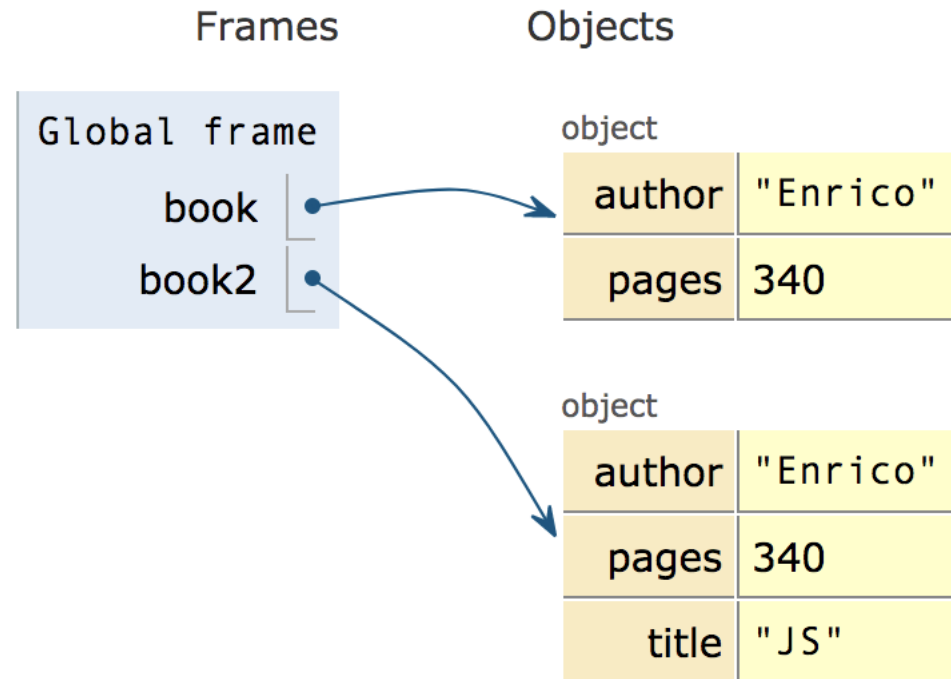 Frames Objects
Global frame
book
book2
object
author "Enrico"
pages 340
object
author "Enrico"
pages 340
title "JS"